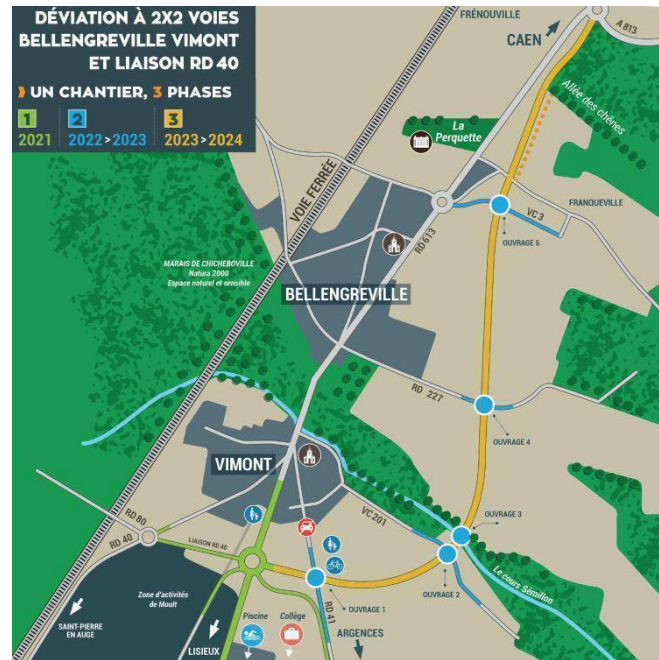 DÉVIATION À 2X2 VOIES
BELLENGREVILLE VIMONT
ET LIAISON RD 40
UN CHANTIER, 3 PHASES
1
2021
2
2022>2023
3
2023>2024
FRÉNOUVILLE
CAEN
A 813
Allée des chênes
La
Perquette
VOIE FERRÉE
FRANQUEVILLE
VC 3
RD 613
OUVRAGE 5
MARAIS DE CHICHEBOVILLE
Natura 2000
Espace naturel et sensible
BELLENGREVILLE
RD 227
OUVRAGE 4
VIMONT
VC 201
OUVRAGE 3
RD 80
RD 40
LIAISON RD 40
OUVRAGE 2
Le cours Sémillon
Zone d'activités
de Moult
OUVRAGE 1
RD 41
Piscine
Collège
ARGENCES
SAINT-PIERRE
EN AUGE
LISIEUX